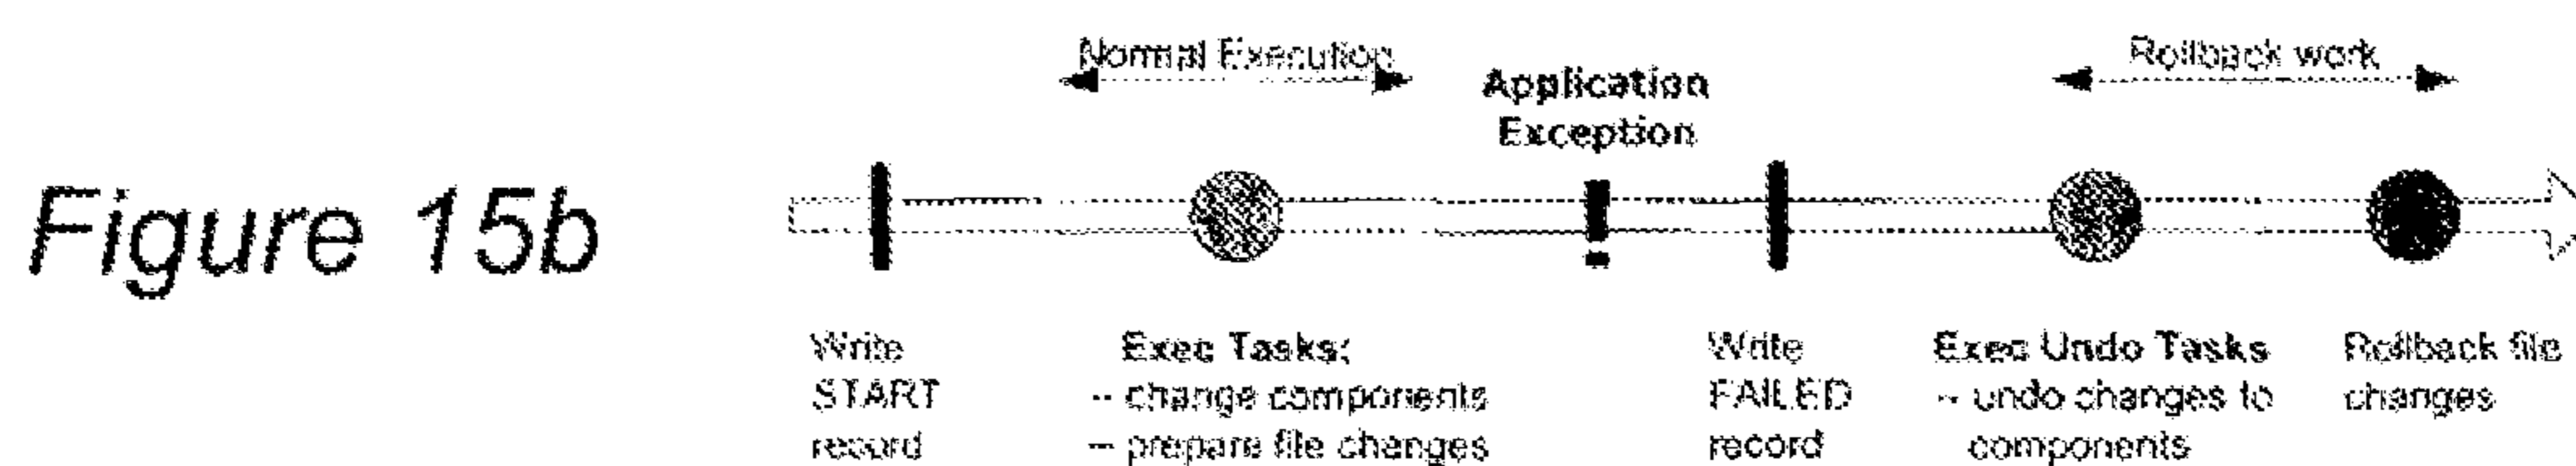 Normal Execution
Rollback work
Application
Exception
Figure 15b
Write
START
record
Exec Tasks:
-- change components
-- prepare file changes
Write
FAILED
record
Exec Undo Tasks
-- undo changes to
components
Rollback file
changes